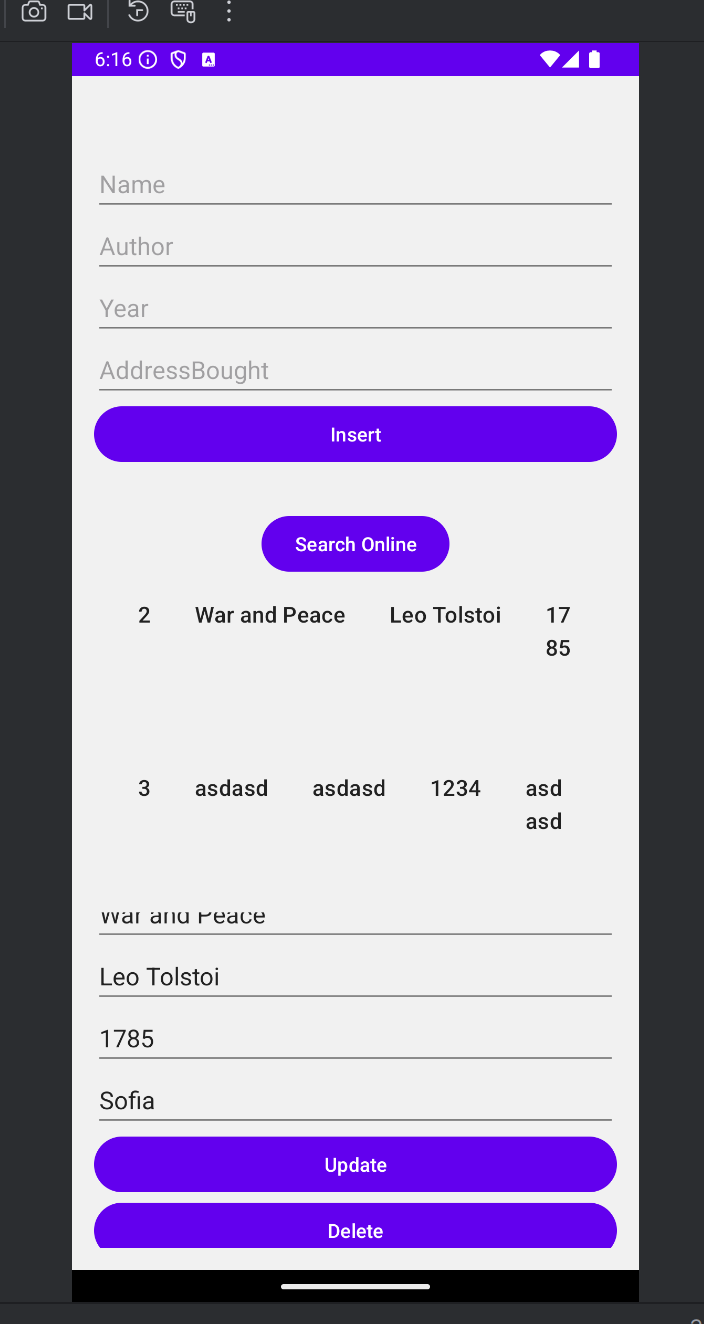 6:16
Name
Author
Year
AddressBought
Insert
Search Online
2 War and Peace Leo Tolstoi 17
85
3 asdasd asdasd 1234 asd
asd
War and Peace
Leo Tolstoi
1785
Sofia
Update
Delete